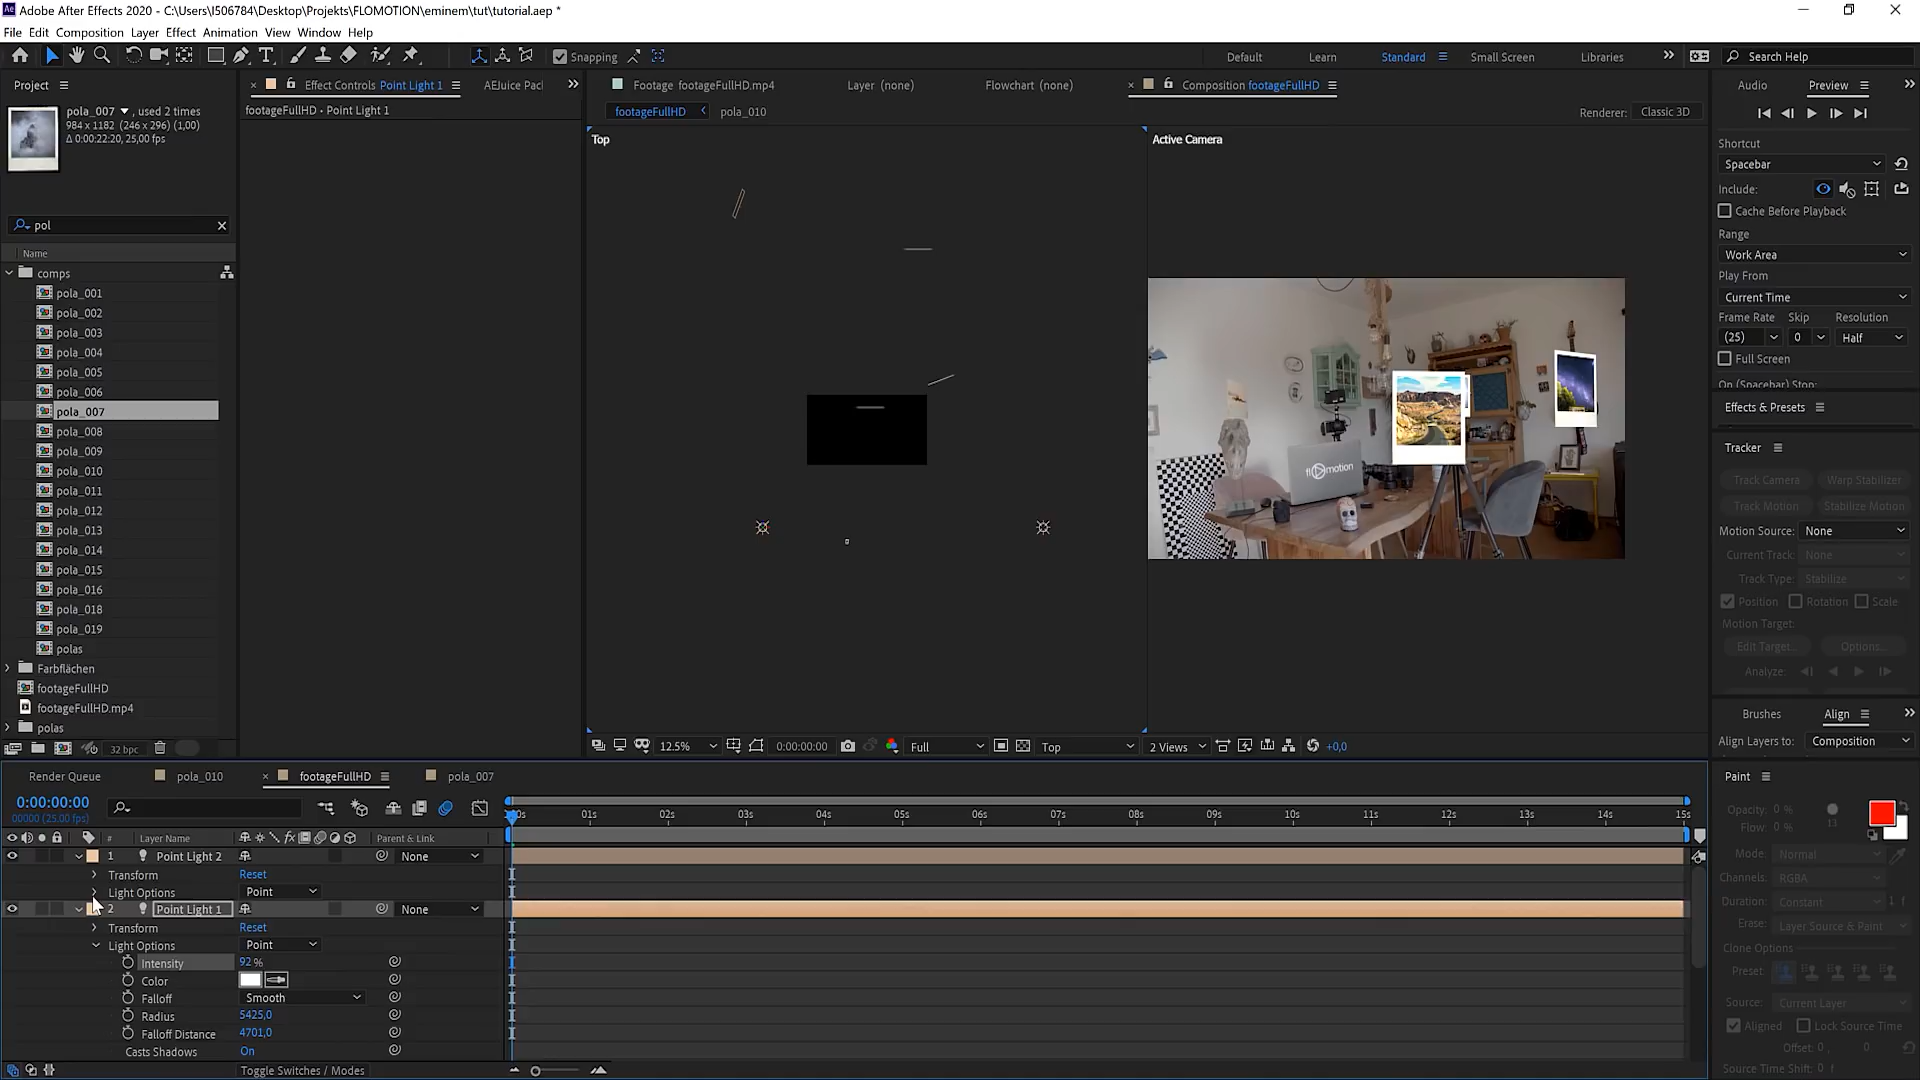 Adobe After Effects 2020 - C:\Users\I506784\Desktop\Projekts\FLOMOTION\eminem\tut\tutorial.aep *
File Edit Composition Layer Effect Animation View Window Help
Snapping
Default
Learn
Standard
Small Screen
Libraries
Search Help
Project
pola_007 , used 2 times
984 x 1182 (246 x 296) (1,00)
Δ 0:00:22:20, 25,00 fps
pol
Name
comps
pola_001
pola_002
pola_003
pola_004
pola_005
pola_006
pola_007
pola_008
pola_009
pola_010
pola_011
pola_012
pola_013
pola_014
pola_015
pola_016
pola_018
pola_019
polas
Farbflächen
footageFullHD
footageFullHD.mp4
polas
32 bpc
Effect Controls Point Light 1
AEJuice Pacl
footageFullHD • Point Light 1
Footage footageFullHD.mp4
Layer (none)
Flowchart (none)
Composition footageFullHD
footageFullHD
pola_010
Renderer: Classic 3D
Top
Active Camera
flomotion
12.5%
0:00:00:00
Full
Top
2 Views
+0,0
Audio
Preview
Shortcut
Spacebar
Include:
Cache Before Playback
Range
Work Area
Play From
Current Time
Frame Rate Skip Resolution
(25) 0 Half
Full Screen
On (Spacebar) Stop:
Effects & Presets
Tracker
Track Camera Warp Stabilizer
Track Motion Stabilize Motion
Motion Source: None
Current Track: None
Track Type: Stabilize
Position Rotation Scale
Motion Target:
Edit Target... Options...
Analyze:
Brushes
Align
Align Layers to: Composition
Paint
Opacity: 0 %
Flow: 0 %
13
Mode: Normal
Channels: RGBA
Duration: Constant 1 f
Erase: Layer Source & Paint
Clone Options
Preset:
Source: Current Layer
Aligned Lock Source Time
Offset: 0 , 0
Source Time Shift: 0 f
Render Queue
pola_010
footageFullHD
pola_007
0:00:00:00
00000 (25.00 fps)
# Layer Name
Parent & Link
00s 01s 02s 03s 04s 05s 06s 07s 08s 09s 10s 11s 12s 13s 14s 15s
1 Point Light 2 None
Transform Reset
Light Options Point
2 Point Light 1 None
Transform Reset
Light Options Point
Intensity 92 %
Color
Falloff Smooth
Radius 5425,0
Falloff Distance 4701,0
Casts Shadows On
Toggle Switches / Modes